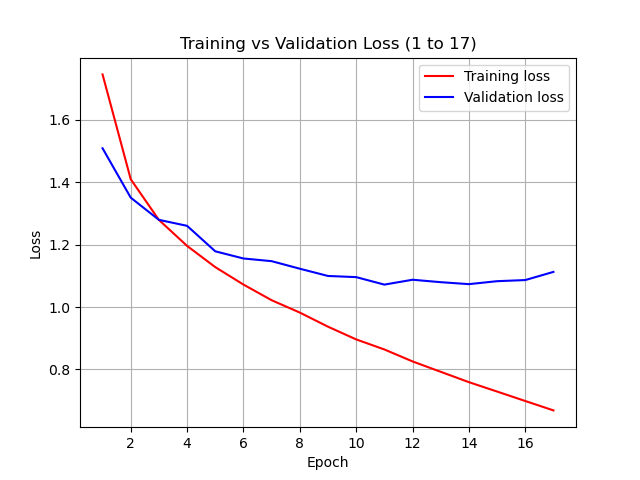 Training vs Validation Loss (1 to 17)
Training loss
Validation loss
1.6
1.4
1.2
1.0
0.8
Loss
2 4 6 8 10 12 14 16
Epoch